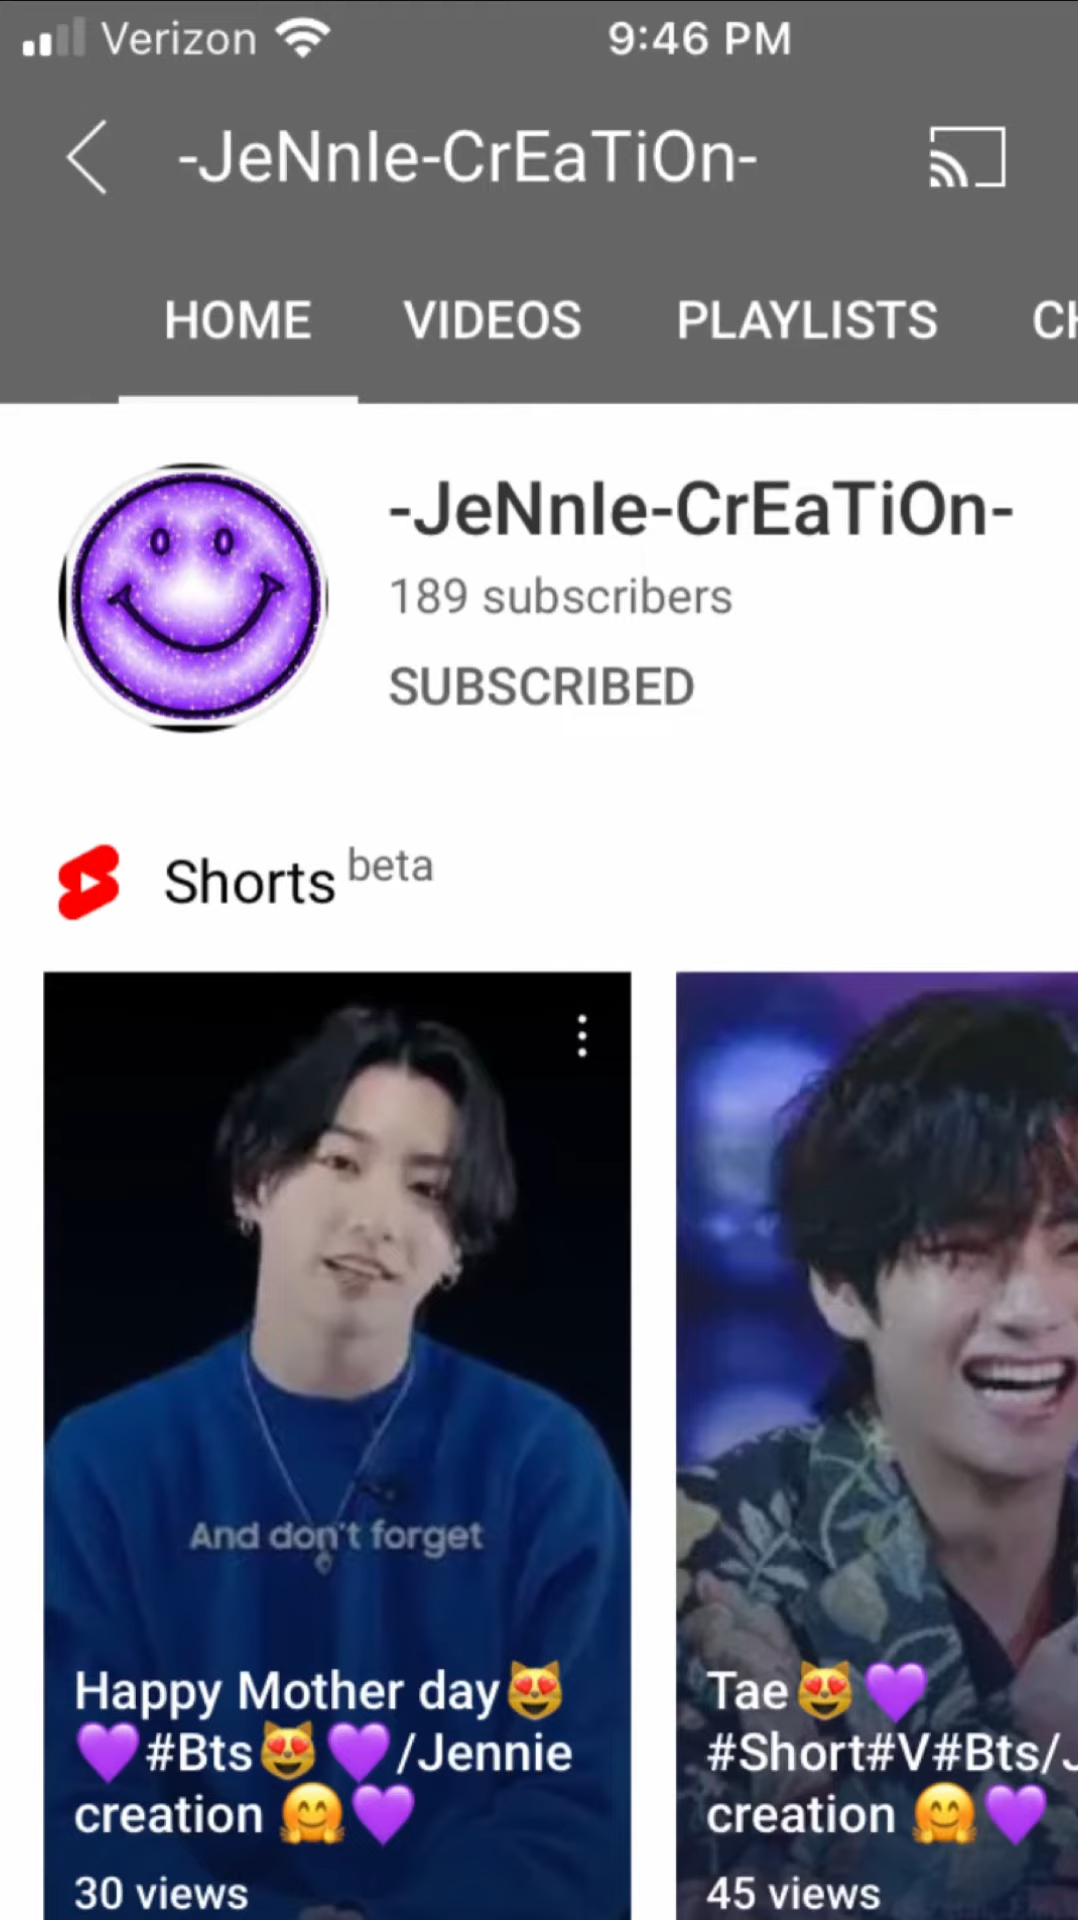 Verizon 9:46 PM
-JeNnIe-CrEaTiOn-
HOME VIDEOS PLAYLISTS CH
-JeNnIe-CrEaTiOn-
189 subscribers
SUBSCRIBED
Shorts beta
And don't forget
Happy Mother day😻
💜#Bts😻💜/Jennie
creation 🤗💜
30 views
Tae😻💜
#Short#V#Bts/J
creation 🤗💜
45 views